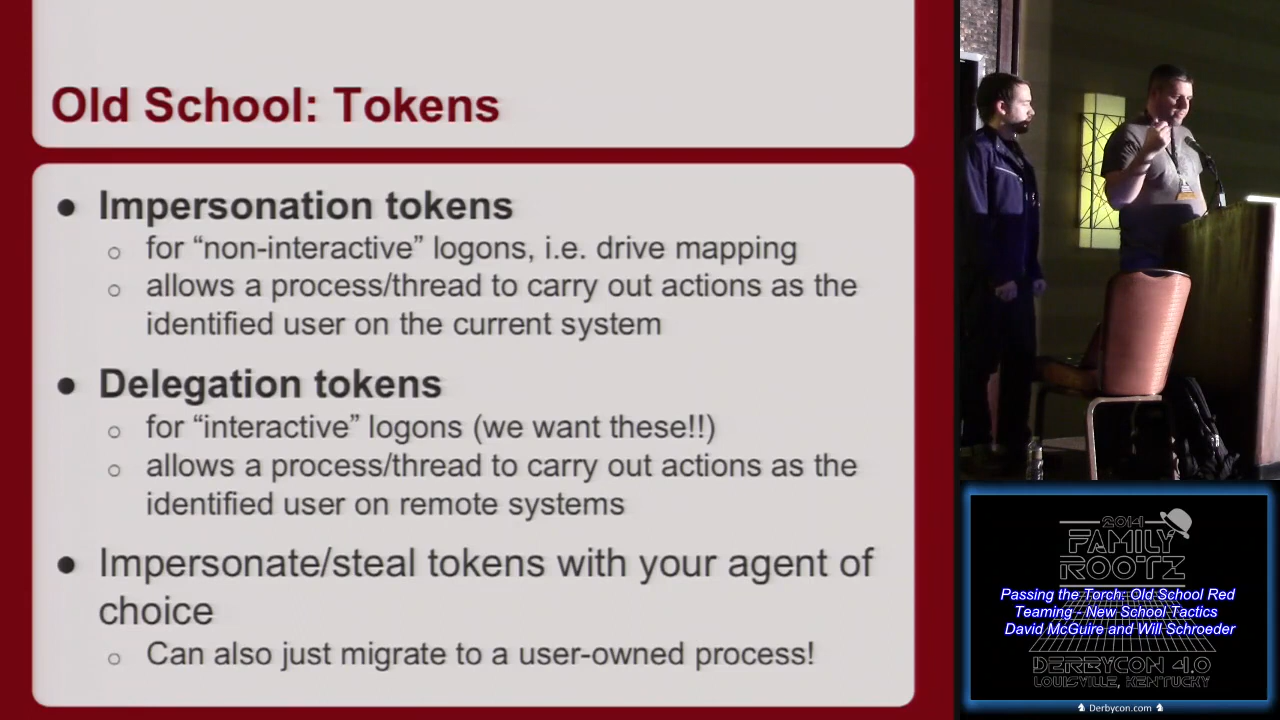 Old School: Tokens
● Impersonation tokens
○ for “non-interactive” logons, i.e. drive mapping
○ allows a process/thread to carry out actions as the
identified user on the current system
● Delegation tokens
○ for “interactive” logons (we want these!!)
○ allows a process/thread to carry out actions as the
identified user on remote systems
● Impersonate/steal tokens with your agent of
choice
○ Can also just migrate to a user-owned process!
2014
FAMILY
ROOTZ
Passing the Torch: Old School Red
Teaming - New School Tactics
David McGuire and Will Schroeder
DERBYCON 4.0
LOUISVILLE, KENTUCKY
Derbycon.com